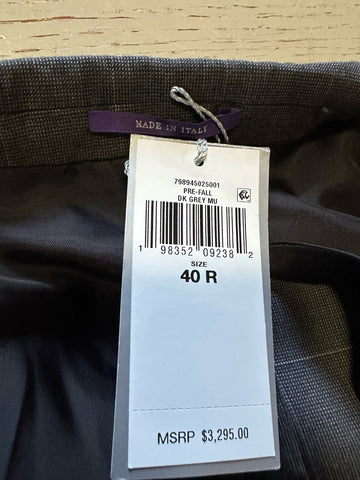 MADE IN ITALY
798945025001
PRE-FALL
DK GREY MU
1 98352 09238 2
SIZE
40 R
MSRP $3,295.00